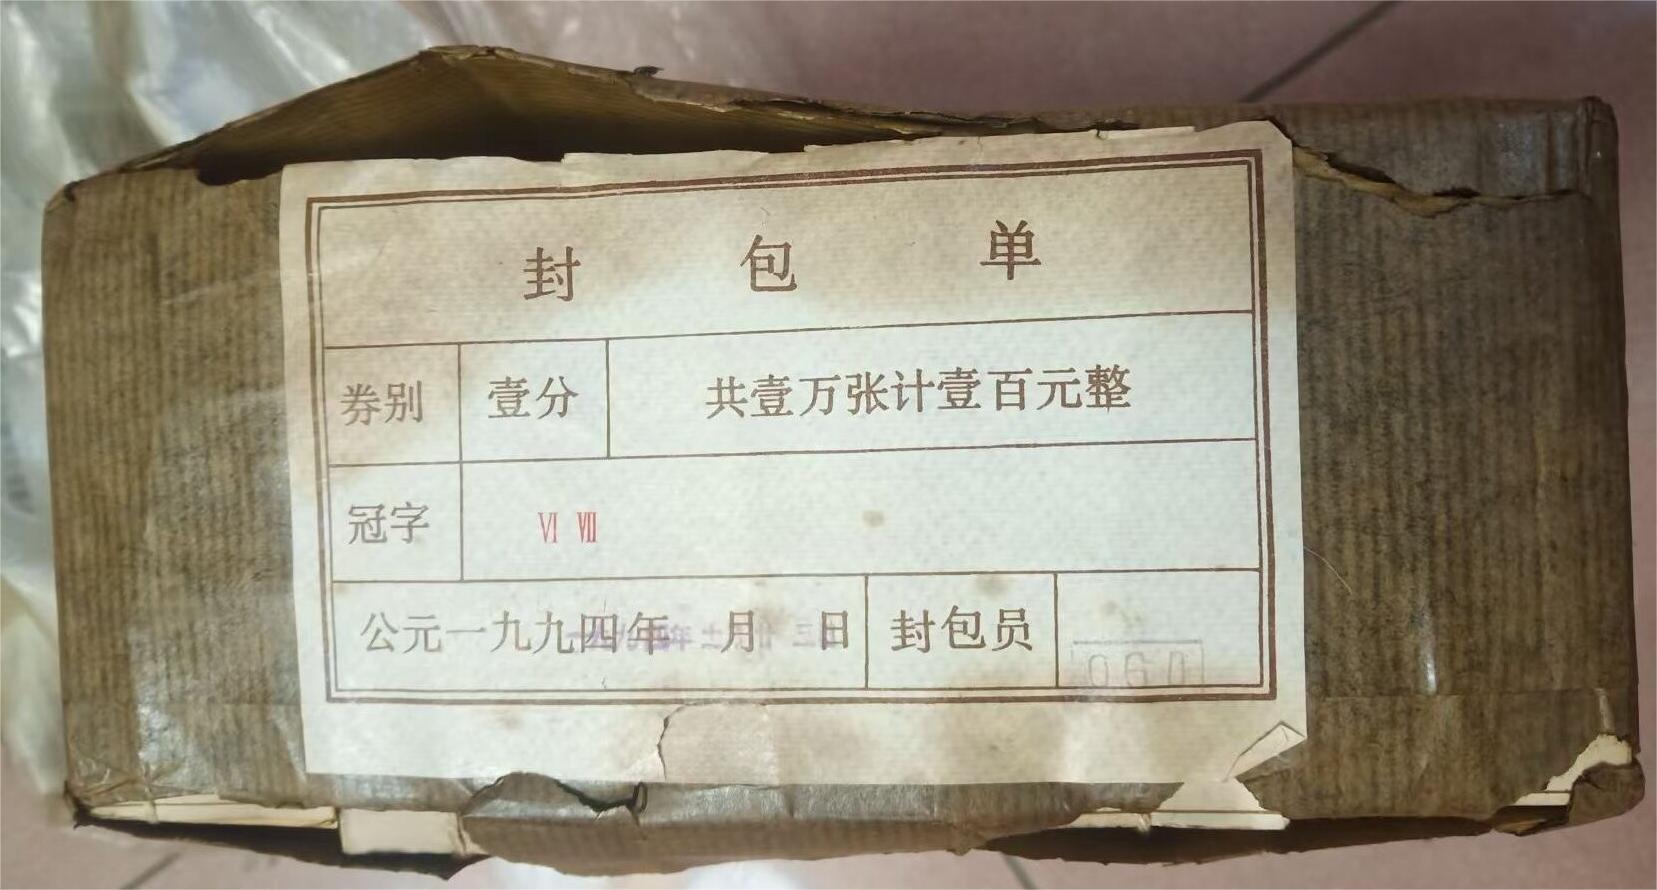 封包单
券别 壹分 共壹万张计壹百元整
冠字 Ⅵ Ⅶ
公元一九九四年 月 日 封包员 060